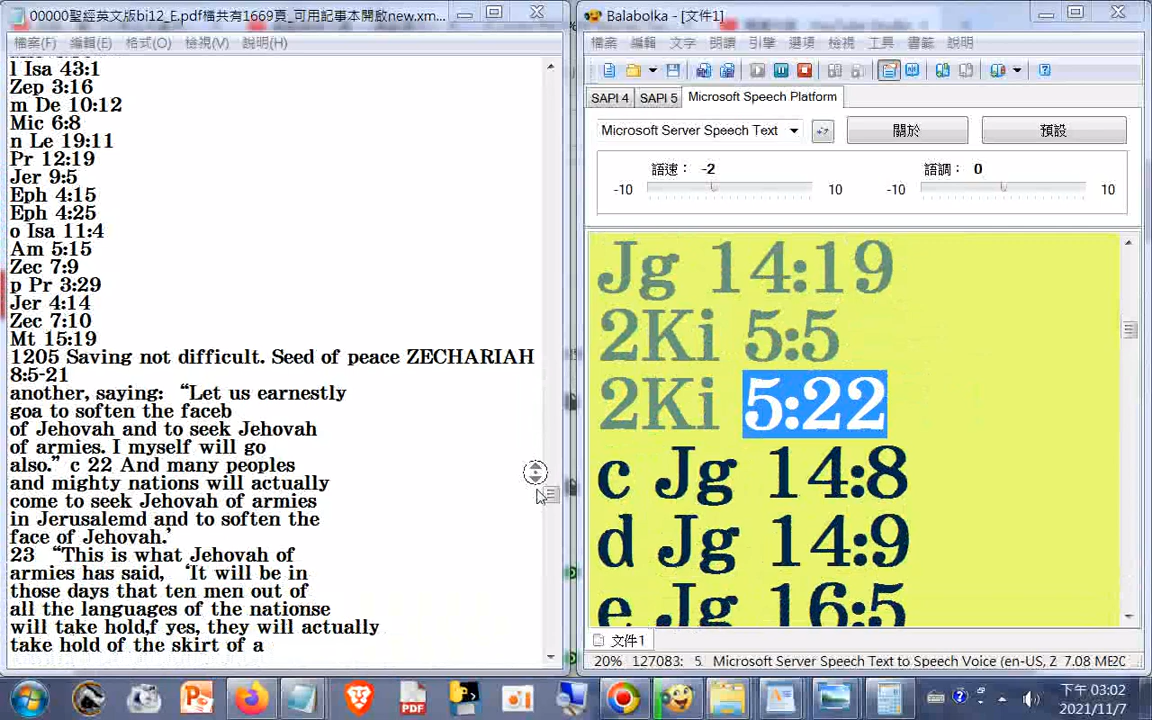 00000聖經英文版bi12_E.pdf檔共有1669頁_可用記事本開啟new.xm...
檔案(F) 編輯(E) 格式(O) 檢視(V) 說明(H)
l Isa 43:1
Zep 3:16
m De 10:12
Mic 6:8
n Le 19:11
Pr 12:19
Jer 9:5
Eph 4:15
Eph 4:25
o Isa 11:4
Am 5:15
Zec 7:9
p Pr 3:29
Jer 4:14
Zec 7:10
Mt 15:19
1205 Saving not difficult. Seed of peace ZECHARIAH
8:5-21
another, saying: “Let us earnestly
goa to soften the faceb
of Jehovah and to seek Jehovah
of armies. I myself will go
also.” c 22 And many peoples
and mighty nations will actually
come to seek Jehovah of armies
in Jerusalemd and to soften the
face of Jehovah.’
23 “This is what Jehovah of
armies has said, ‘It will be in
those days that ten men out of
all the languages of the nationse
will take hold,f yes, they will actually
take hold of the skirt of a
Balabolka - [文件1]
檔案 編輯 文字 朗讀 引擎 選項 檢視 工具 書籤 說明
SAPI 4 SAPI 5 Microsoft Speech Platform
Microsoft Server Speech Text 關於 預設
語速： -2 語調： 0
-10 10 -10 10
Jg 14:19
2Ki 5:5
2Ki 5:22
c Jg 14:8
d Jg 14:9
e Jg 16:5
文件1
20% 127083: 5 Microsoft Server Speech Text to Speech Voice (en-US, Z 7.08 ME
PDF
下午 03:02
2021/11/7